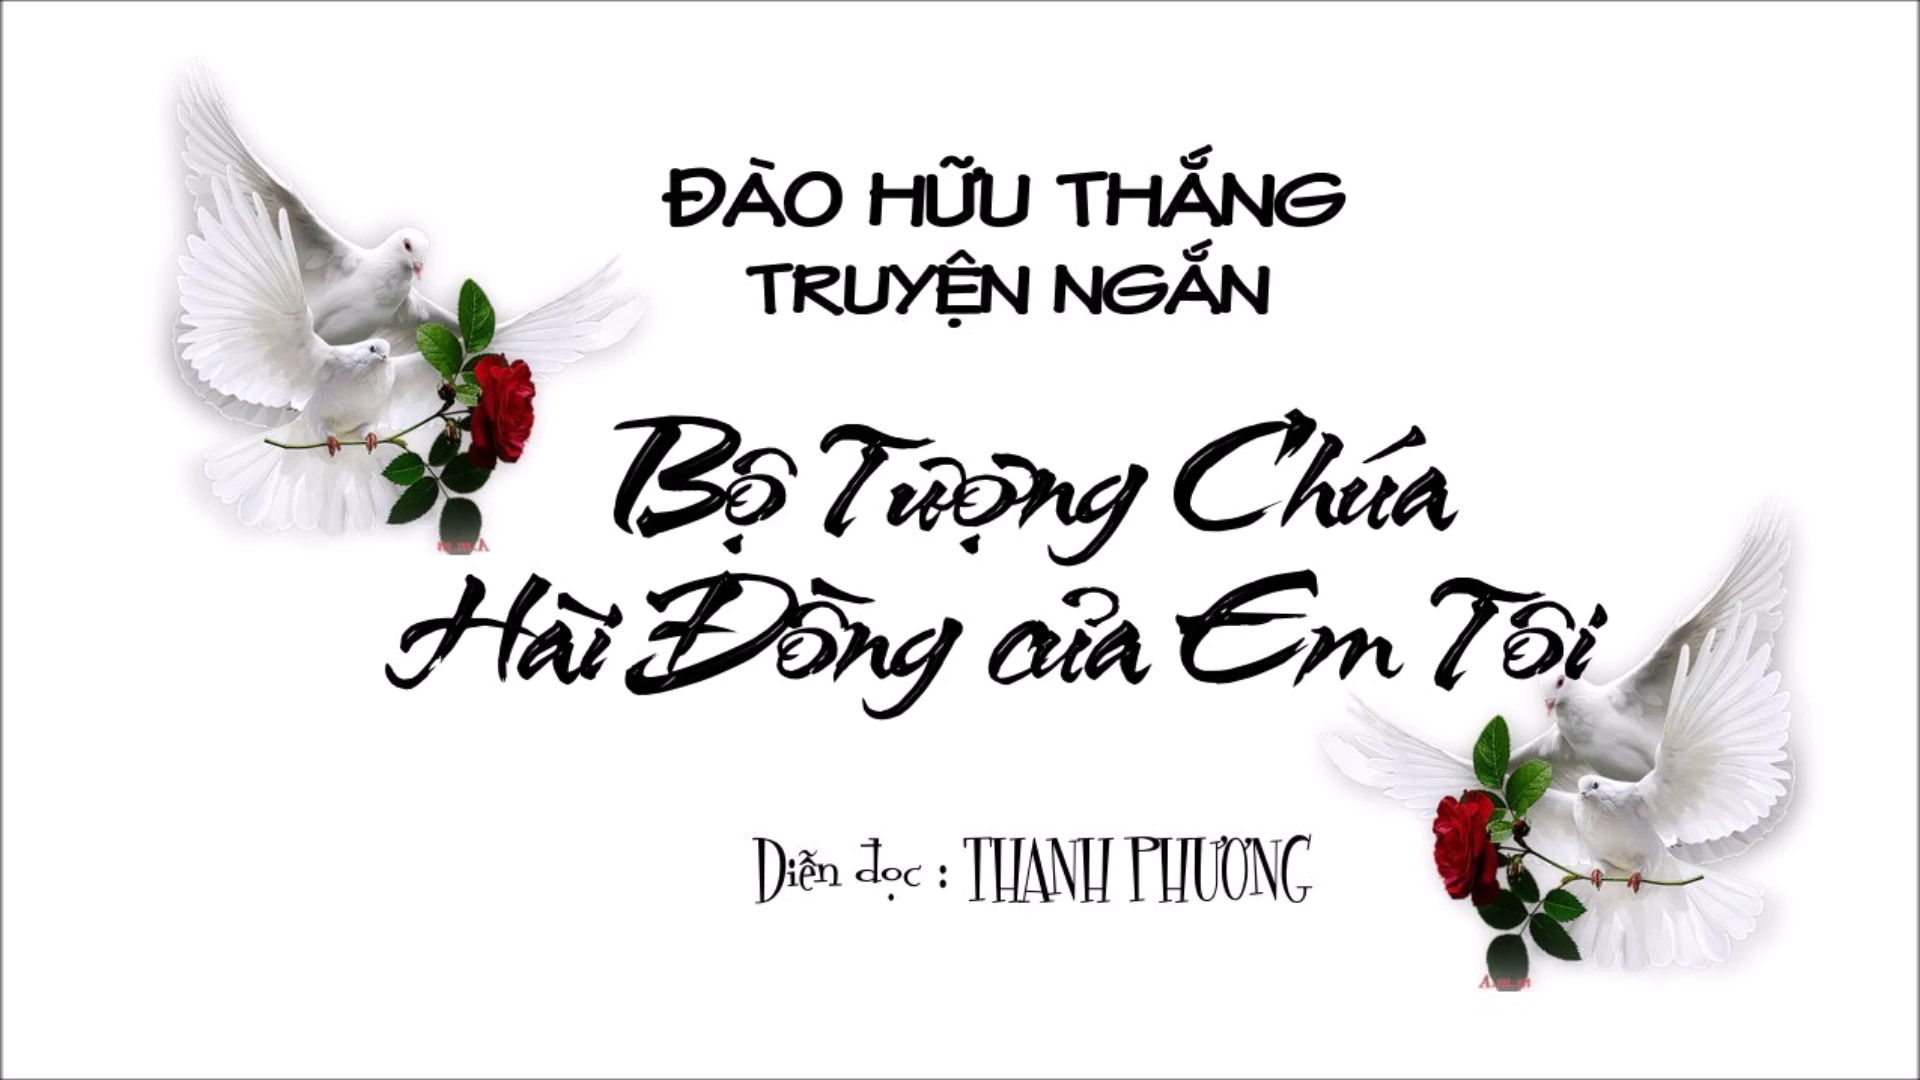 ĐÀO HỮU THẮNG
TRUYỆN NGẮN
Bộ Tượng Chúa
Hài Đồng của Em Tôi
Diễn đọc : THANH PHƯƠNG
A.m.m
A.m.m